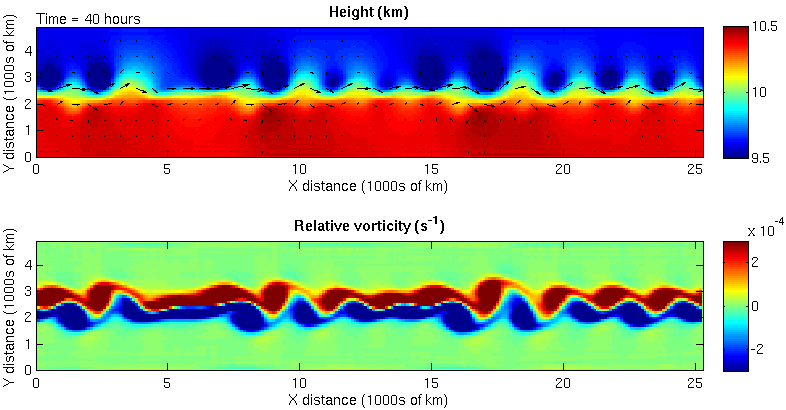 Height (km)
Time = 40 hours
Y distance (1000s of km)
4
3
2
1
0
0 5 10 15 20 25
X distance (1000s of km)
10.5
10
9.5
Relative vorticity (s-1)
x 10-4
Y distance (1000s of km)
4
3
2
1
0
0 5 10 15 20 25
X distance (1000s of km)
2
0
-2